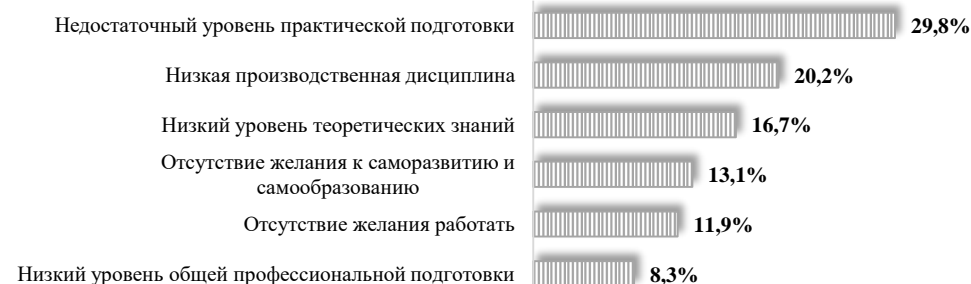 Недостаточный уровень практической подготовки 29,8%
Низкая производственная дисциплина 20,2%
Низкий уровень теоретических знаний 16,7%
Отсутствие желания к саморазвитию и
самообразованию 13,1%
Отсутствие желания работать 11,9%
Низкий уровень общей профессиональной подготовки 8,3%